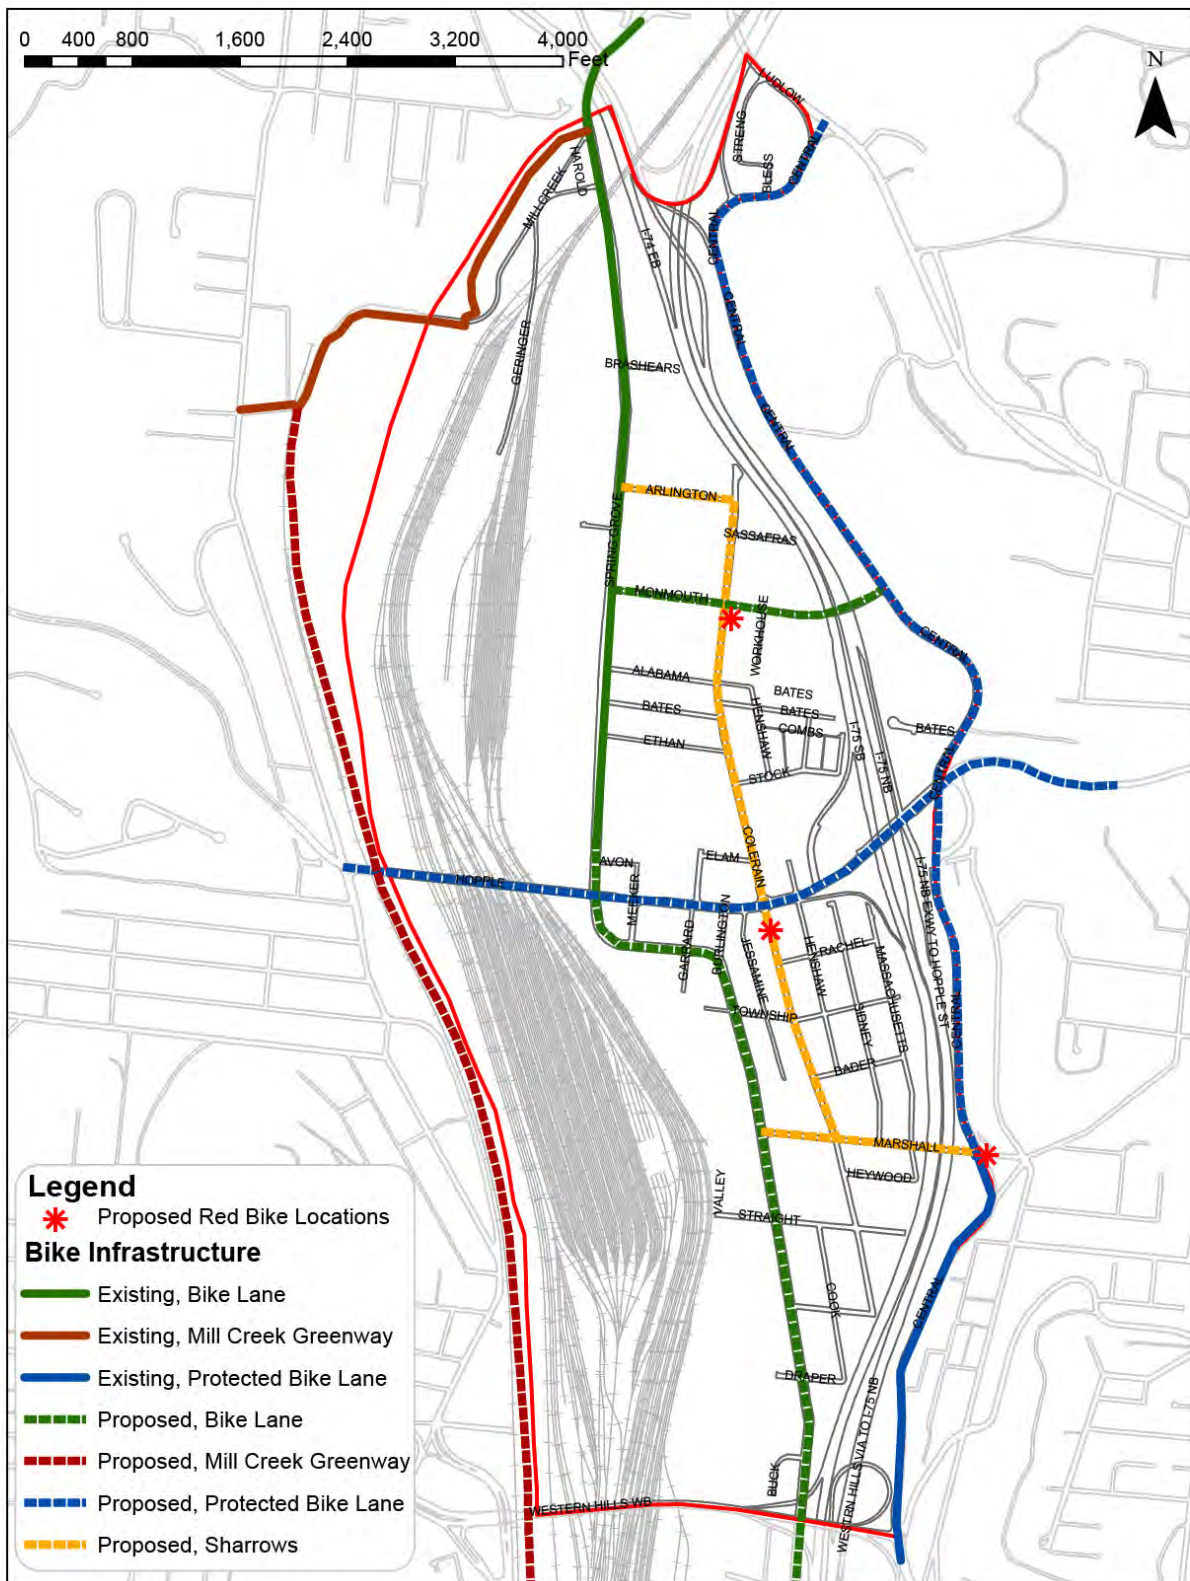 0 400 800 1,600 2,400 3,200 4,000
Feet
N
LUDLOW
STRENG
BLESS
CENTRAL
HAROLD
MILLCREEK
CENTRAL
I-74 EB
CENTRAL
GERINGER
BRASHEARS
CENTRAL
ARLINGTON
SPRING GROVE
SASSAFRAS
MONMOUTH
WORKHOUSE
CENTRAL
ALABAMA
BATES
BATES
BATES
HENSHAW
COMBS
I-75 SB
BATES
ETHAN
I-75 NB
STOCK
CENTRAL
COLERAIN
AVON
ELAM
HOPPLE
MEEKER
GARRARD
BURLINGTON
JESSAMINE
HENSHAW
RACHEL
MASSACHUSETTS
I-75 NB EXWY TO HOPPLE ST
CENTRAL
TOWNSHIP
SIDNEY
BADER
MARSHALL
HEYWOOD
VALLEY
STRAIGHT
COOK
CENTRAL
DRAPER
BUCK
WESTERN HILLS WB
WESTRN HILLS VIA TO I-75 NB
Legend
Proposed Red Bike Locations
Bike Infrastructure
Existing, Bike Lane
Existing, Mill Creek Greenway
Existing, Protected Bike Lane
Proposed, Bike Lane
Proposed, Mill Creek Greenway
Proposed, Protected Bike Lane
Proposed, Sharrows